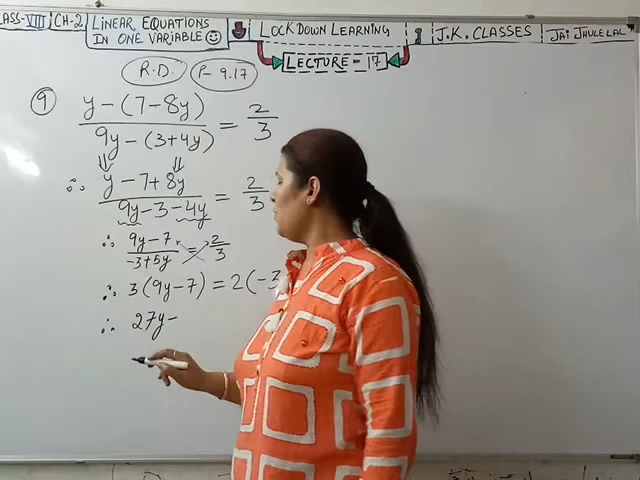 ASS-VIII CH-2 LINEAR EQUATIONS IN ONE VARIABLE ☺ LOCKDOWN LEARNING J.K. CLASSES JAI JHULELAL
LECTURE = 17
R.D. P-9.17
⑨ y - (7 - 8y) / 9y - (3 + 4y) = 2/3
∴ y - 7 + 8y / 9y - 3 - 4y = 2/3
∴ 9y - 7 / -3 + 5y = 2/3
∴ 3(9y - 7) = 2(-3
∴ 27y -